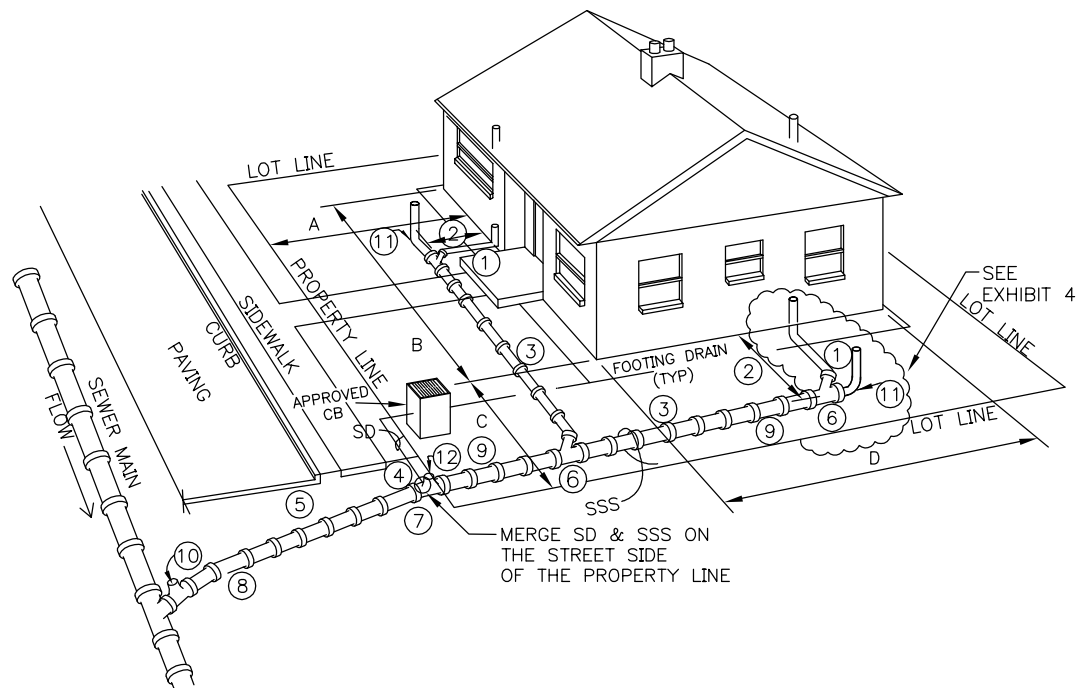 LOT LINE
A
11
2
1
SEE
EXHIBIT 4
PROPERTY LINE
SIDEWALK
CURB
PAVING
B
3
FOOTING DRAIN
(TYP)
LOT LINE
1
2
11
6
APPROVED
CB
SD
C
3
9
LOT LINE
D
SEWER MAIN
FLOW
4
12
9
6
SSS
5
7
MERGE SD & SSS ON
THE STREET SIDE
OF THE PROPERTY LINE
10
8